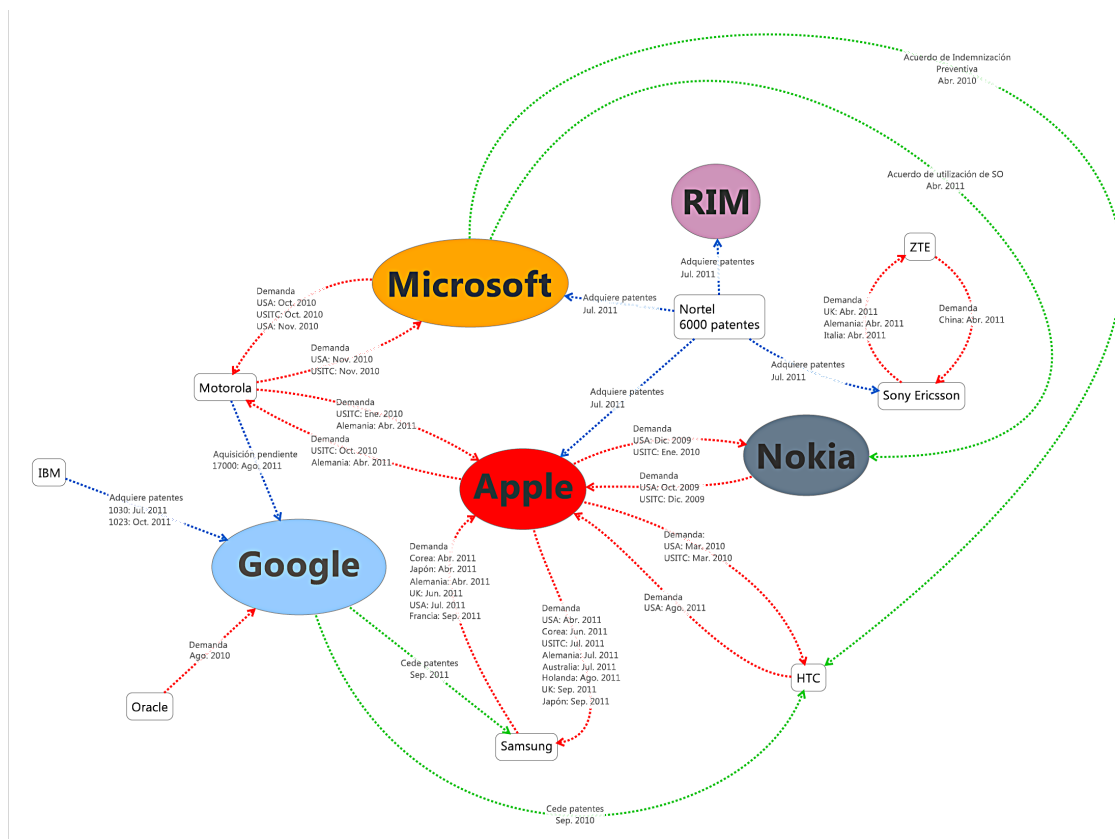 Acuerdo de Indemnización
Preventiva
Abr. 2010
Acuerdo de utilización de SO
Abr. 2011
RIM
ZTE
Adquiere patentes
Jul. 2011
Microsoft
Adquiere patentes
Jul. 2011
Nortel
6000 patentes
Demanda
USA: Oct. 2010
USITC: Oct. 2010
USA: Nov. 2010
Demanda
UK: Abr. 2011
Alemania: Abr. 2011
Italia: Abr. 2011
Demanda
China: Abr. 2011
Demanda
USA: Nov. 2010
USITC: Nov. 2010
Adquiere patentes
Jul. 2011
Motorola
Sony Ericsson
Adquiere patentes
Jul. 2011
Demanda
USITC: Ene. 2010
Alemania: Abr. 2011
Demanda
USITC: Oct. 2010
Alemania: Abr. 2011
Demanda
USA: Dic. 2009
USITC: Ene. 2010
Nokia
Aquisición pendiente
17000: Ago. 2011
IBM
Apple
Demanda
USA: Oct. 2009
USITC: Dic. 2009
Adquiere patentes
1030: Jul. 2011
1023: Oct. 2011
Google
Demanda
Corea: Abr. 2011
Japón: Abr. 2011
Alemania: Abr. 2011
UK: Jun. 2011
USA: Jul. 2011
Francia: Sep. 2011
Demanda:
USA: Mar. 2010
USITC: Mar. 2010
Demanda
USA: Ago. 2011
Demanda
USA: Abr. 2011
Corea: Jun. 2011
USITC: Jul. 2011
Alemania: Jul. 2011
Australia: Jul. 2011
Holanda: Ago. 2011
UK: Sep. 2011
Japón: Sep. 2011
Demanda
Ago. 2010
Cede patentes
Sep. 2011
HTC
Oracle
Samsung
Cede patentes
Sep. 2010